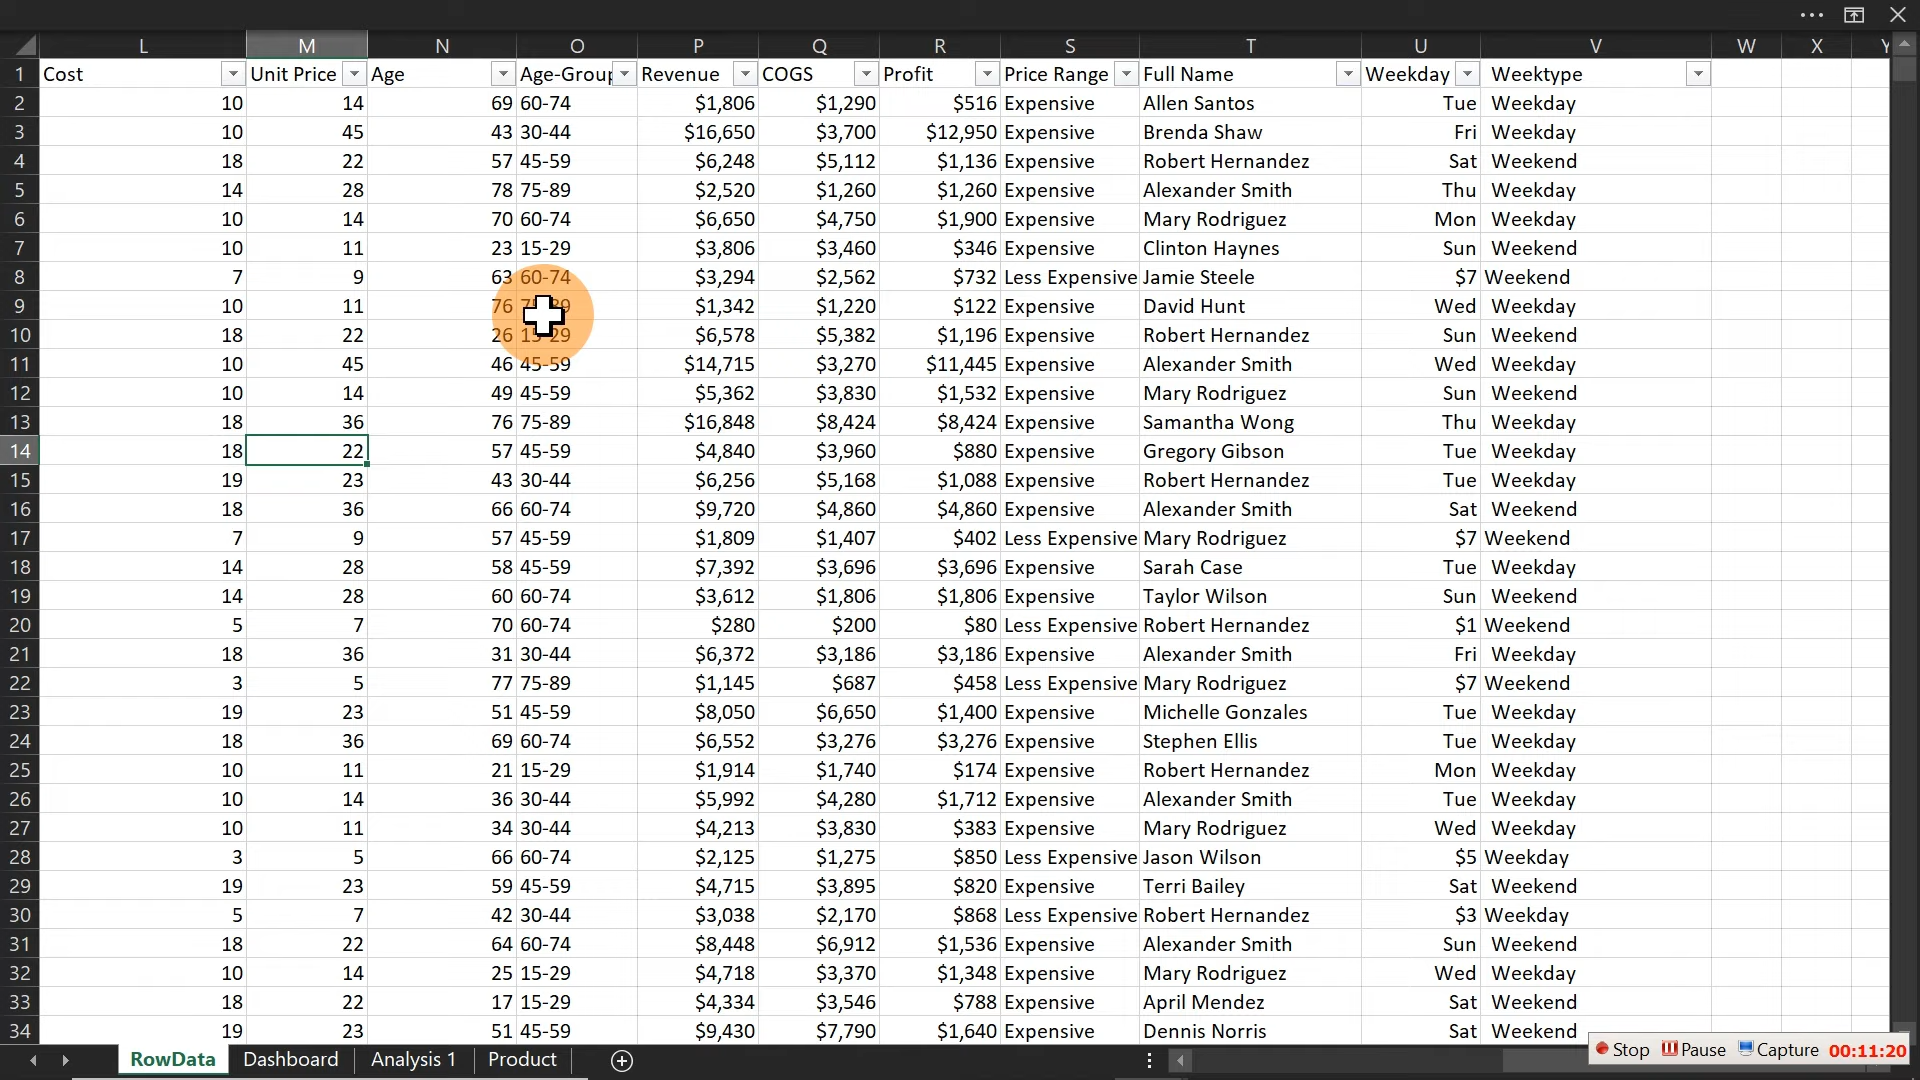 L M N O P Q R S T U V W X Y
1 Cost Unit Price Age Age-Group Revenue COGS Profit Price Range Full Name Weekday Weektype
2 10 14 69 60-74 $1,806 $1,290 $516 Expensive Allen Santos Tue Weekday
3 10 45 43 30-44 $16,650 $3,700 $12,950 Expensive Brenda Shaw Fri Weekday
4 18 22 57 45-59 $6,248 $5,112 $1,136 Expensive Robert Hernandez Sat Weekend
5 14 28 78 75-89 $2,520 $1,260 $1,260 Expensive Alexander Smith Thu Weekday
6 10 14 70 60-74 $6,650 $4,750 $1,900 Expensive Mary Rodriguez Mon Weekday
7 10 11 23 15-29 $3,806 $3,460 $346 Expensive Clinton Haynes Sun Weekend
8 7 9 63 60-74 $3,294 $2,562 $732 Less Expensive Jamie Steele $7 Weekend
9 10 11 76 75-89 $1,342 $1,220 $122 Expensive David Hunt Wed Weekday
10 18 22 26 15-29 $6,578 $5,382 $1,196 Expensive Robert Hernandez Sun Weekend
11 10 45 46 45-59 $14,715 $3,270 $11,445 Expensive Alexander Smith Wed Weekday
12 10 14 49 45-59 $5,362 $3,830 $1,532 Expensive Mary Rodriguez Sun Weekend
13 18 36 76 75-89 $16,848 $8,424 $8,424 Expensive Samantha Wong Thu Weekday
14 18 22 57 45-59 $4,840 $3,960 $880 Expensive Gregory Gibson Tue Weekday
15 19 23 43 30-44 $6,256 $5,168 $1,088 Expensive Robert Hernandez Tue Weekday
16 18 36 66 60-74 $9,720 $4,860 $4,860 Expensive Alexander Smith Sat Weekend
17 7 9 57 45-59 $1,809 $1,407 $402 Less Expensive Mary Rodriguez $7 Weekend
18 14 28 58 45-59 $7,392 $3,696 $3,696 Expensive Sarah Case Tue Weekday
19 14 28 60 60-74 $3,612 $1,806 $1,806 Expensive Taylor Wilson Sun Weekend
20 5 7 70 60-74 $280 $200 $80 Less Expensive Robert Hernandez $1 Weekend
21 18 36 31 30-44 $6,372 $3,186 $3,186 Expensive Alexander Smith Fri Weekday
22 3 5 77 75-89 $1,145 $687 $458 Less Expensive Mary Rodriguez $7 Weekend
23 19 23 51 45-59 $8,050 $6,650 $1,400 Expensive Michelle Gonzales Tue Weekday
24 18 36 69 60-74 $6,552 $3,276 $3,276 Expensive Stephen Ellis Tue Weekday
25 10 11 21 15-29 $1,914 $1,740 $174 Expensive Robert Hernandez Mon Weekday
26 10 14 36 30-44 $5,992 $4,280 $1,712 Expensive Alexander Smith Tue Weekday
27 10 11 34 30-44 $4,213 $3,830 $383 Expensive Mary Rodriguez Wed Weekday
28 3 5 66 60-74 $2,125 $1,275 $850 Less Expensive Jason Wilson $5 Weekday
29 19 23 59 45-59 $4,715 $3,895 $820 Expensive Terri Bailey Sat Weekend
30 5 7 42 30-44 $3,038 $2,170 $868 Less Expensive Robert Hernandez $3 Weekday
31 18 22 64 60-74 $8,448 $6,912 $1,536 Expensive Alexander Smith Sun Weekend
32 10 14 25 15-29 $4,718 $3,370 $1,348 Expensive Mary Rodriguez Wed Weekday
33 18 22 17 15-29 $4,334 $3,546 $788 Expensive April Mendez Sat Weekend
34 19 23 51 45-59 $9,430 $7,790 $1,640 Expensive Dennis Norris Sat Weekend
RowData Dashboard Analysis 1 Product
Stop Pause Capture 00:11:20